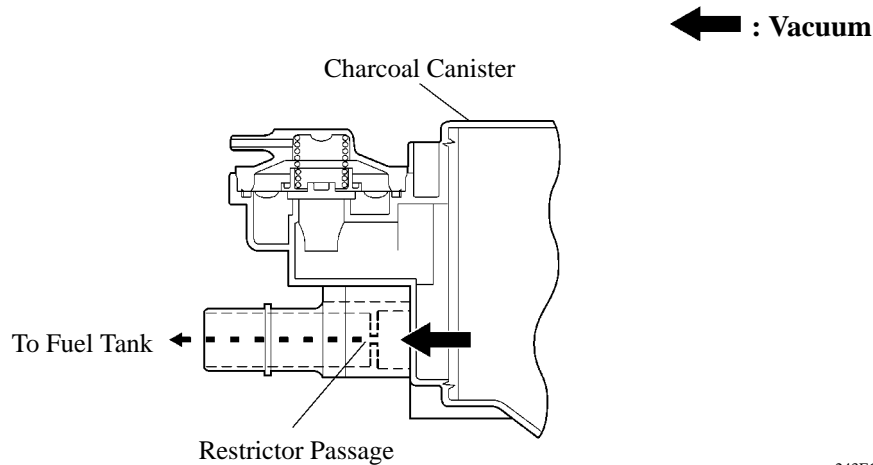 : Vacuum
Charcoal Canister
To Fuel Tank
Restrictor Passage